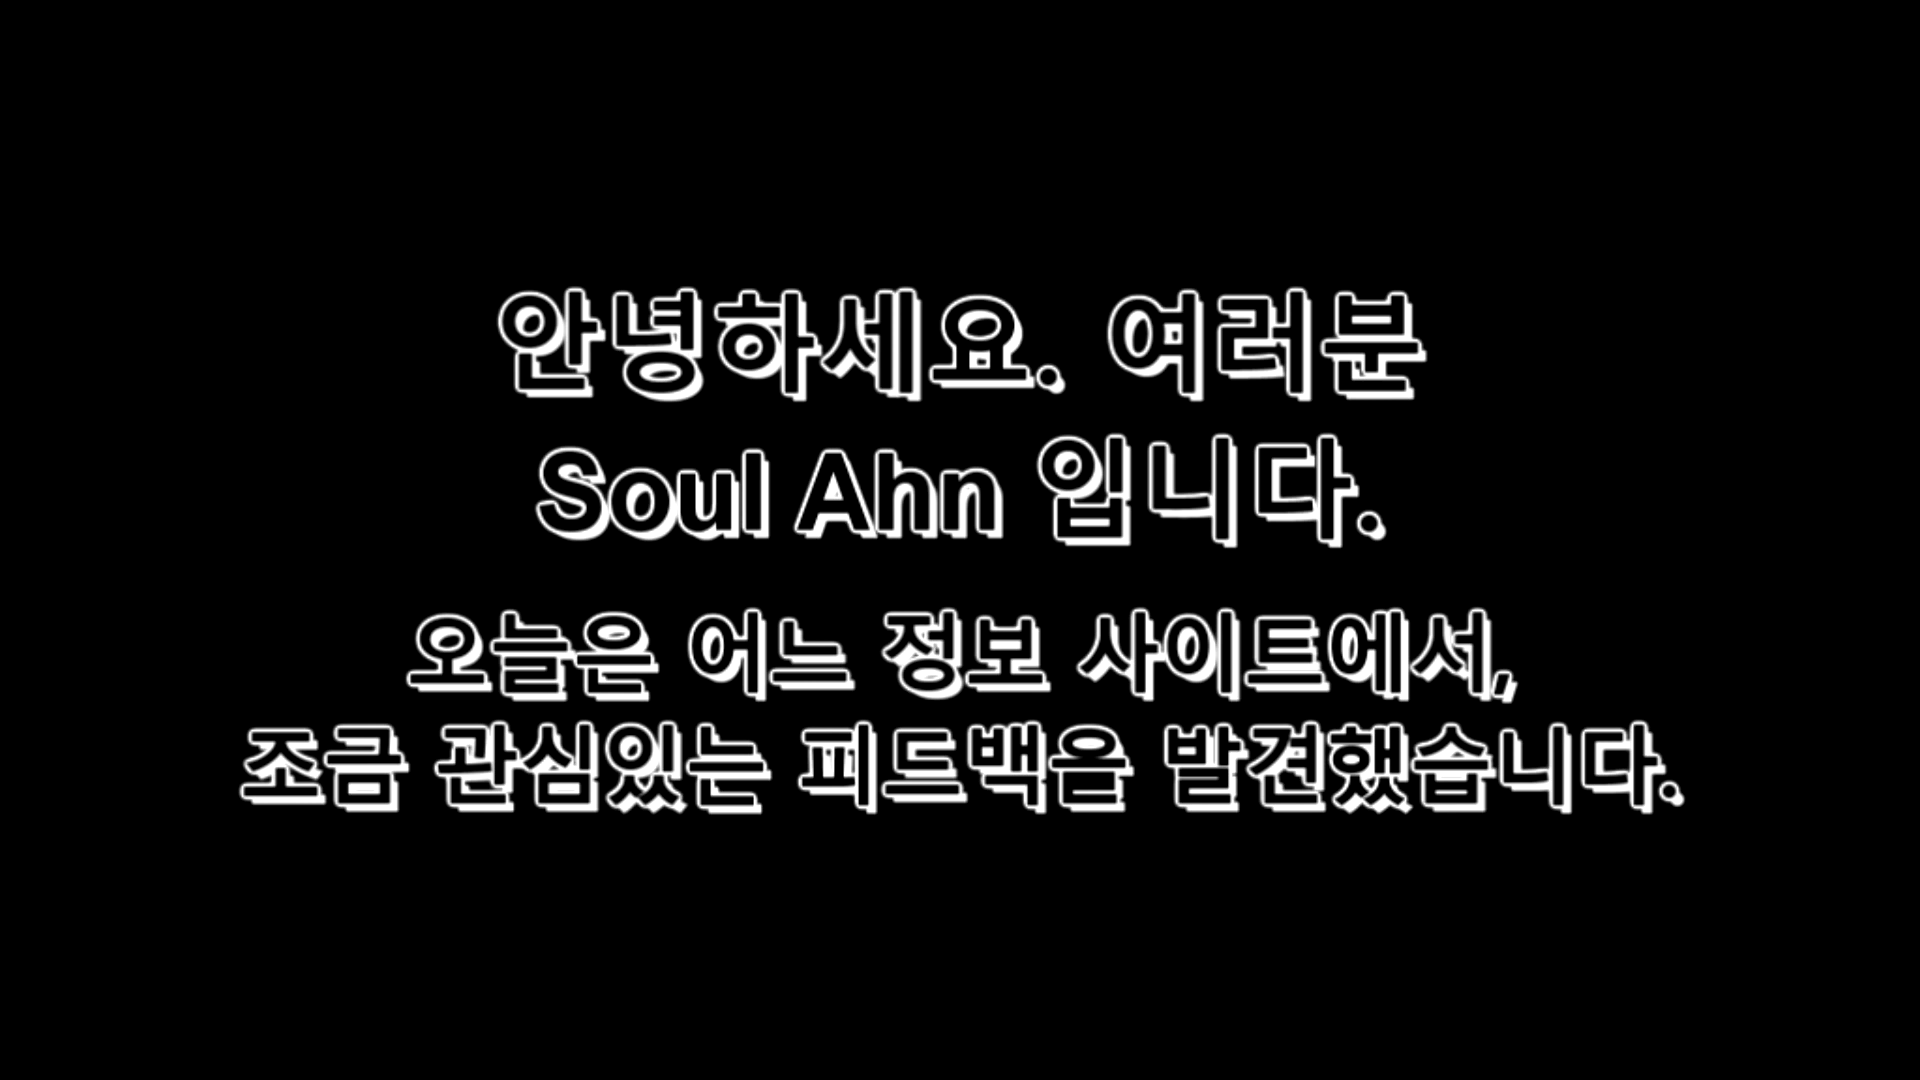 안녕하세요. 여러분
Soul Ahn 입니다.
오늘은 어느 정보 사이트에서,
조금 관심있는 피드백을 발견했습니다.